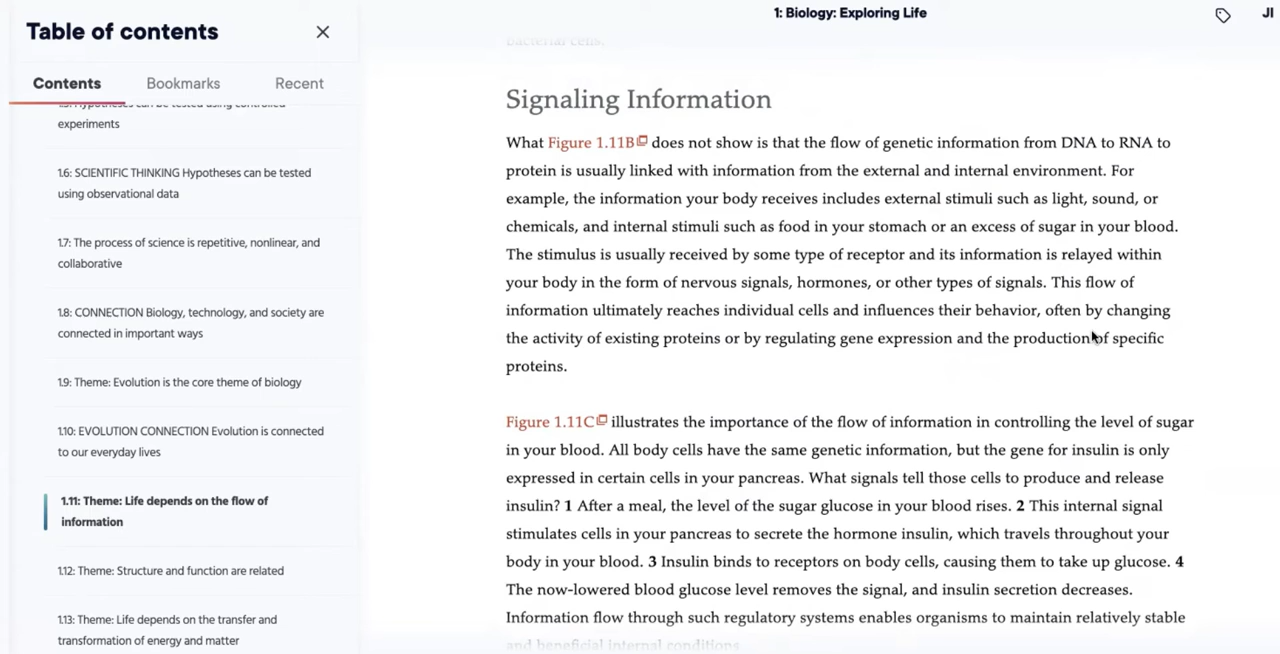 Table of contents
1: Biology: Exploring Life
JI
Contents
Bookmarks
Recent
1.5: Hypotheses can be tested using controlled
experiments
1.6: SCIENTIFIC THINKING Hypotheses can be tested
using observational data
1.7: The process of science is repetitive, nonlinear, and
collaborative
1.8: CONNECTION Biology, technology, and society are
connected in important ways
1.9: Theme: Evolution is the core theme of biology
1.10: EVOLUTION CONNECTION Evolution is connected
to our everyday lives
1.11: Theme: Life depends on the flow of
information
1.12: Theme: Structure and function are related
1.13: Theme: Life depends on the transfer and
transformation of energy and matter
bacterial cells.
Signaling Information
What Figure 1.11B does not show is that the flow of genetic information from DNA to RNA to
protein is usually linked with information from the external and internal environment. For
example, the information your body receives includes external stimuli such as light, sound, or
chemicals, and internal stimuli such as food in your stomach or an excess of sugar in your blood.
The stimulus is usually received by some type of receptor and its information is relayed within
your body in the form of nervous signals, hormones, or other types of signals. This flow of
information ultimately reaches individual cells and influences their behavior, often by changing
the activity of existing proteins or by regulating gene expression and the production of specific
proteins.
Figure 1.11C illustrates the importance of the flow of information in controlling the level of sugar
in your blood. All body cells have the same genetic information, but the gene for insulin is only
expressed in certain cells in your pancreas. What signals tell those cells to produce and release
insulin? 1 After a meal, the level of the sugar glucose in your blood rises. 2 This internal signal
stimulates cells in your pancreas to secrete the hormone insulin, which travels throughout your
body in your blood. 3 Insulin binds to receptors on body cells, causing them to take up glucose. 4
The now-lowered blood glucose level removes the signal, and insulin secretion decreases.
Information flow through such regulatory systems enables organisms to maintain relatively stable
and beneficial internal conditions